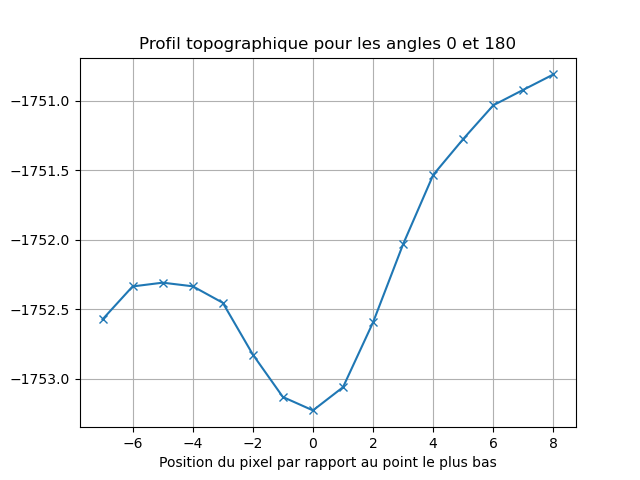 Profil topographique pour les angles 0 et 180
−1751.0
−1751.5
−1752.0
−1752.5
−1753.0
−6 −4 −2 0 2 4 6 8
Position du pixel par rapport au point le plus bas